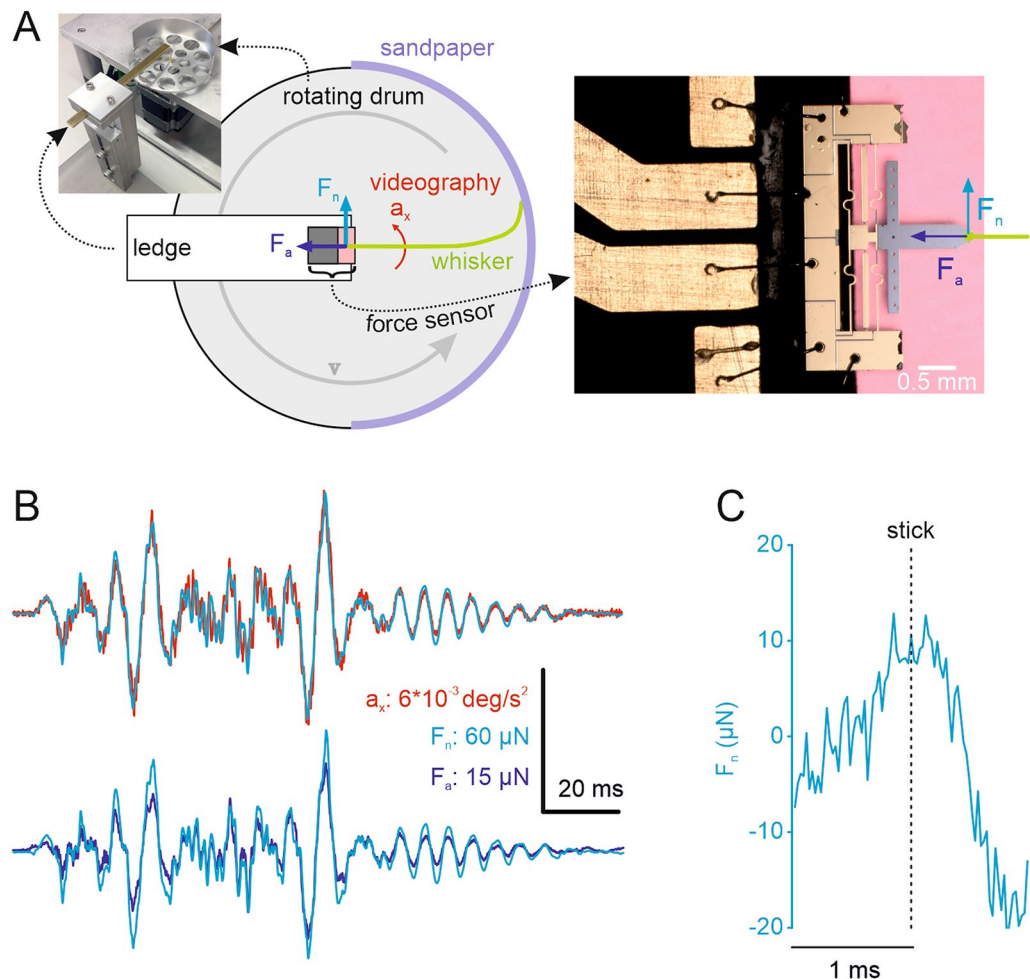 A
sandpaper
rotating drum
Fn
videography
ax
ledge
Fa
whisker
force sensor
v
Fn
Fa
0.5 mm
B
ax: 6*10-3 deg/s2
Fn: 60 µN
Fa: 15 µN
20 ms
C
stick
20
10
0
-10
-20
Fn (µN)
1 ms